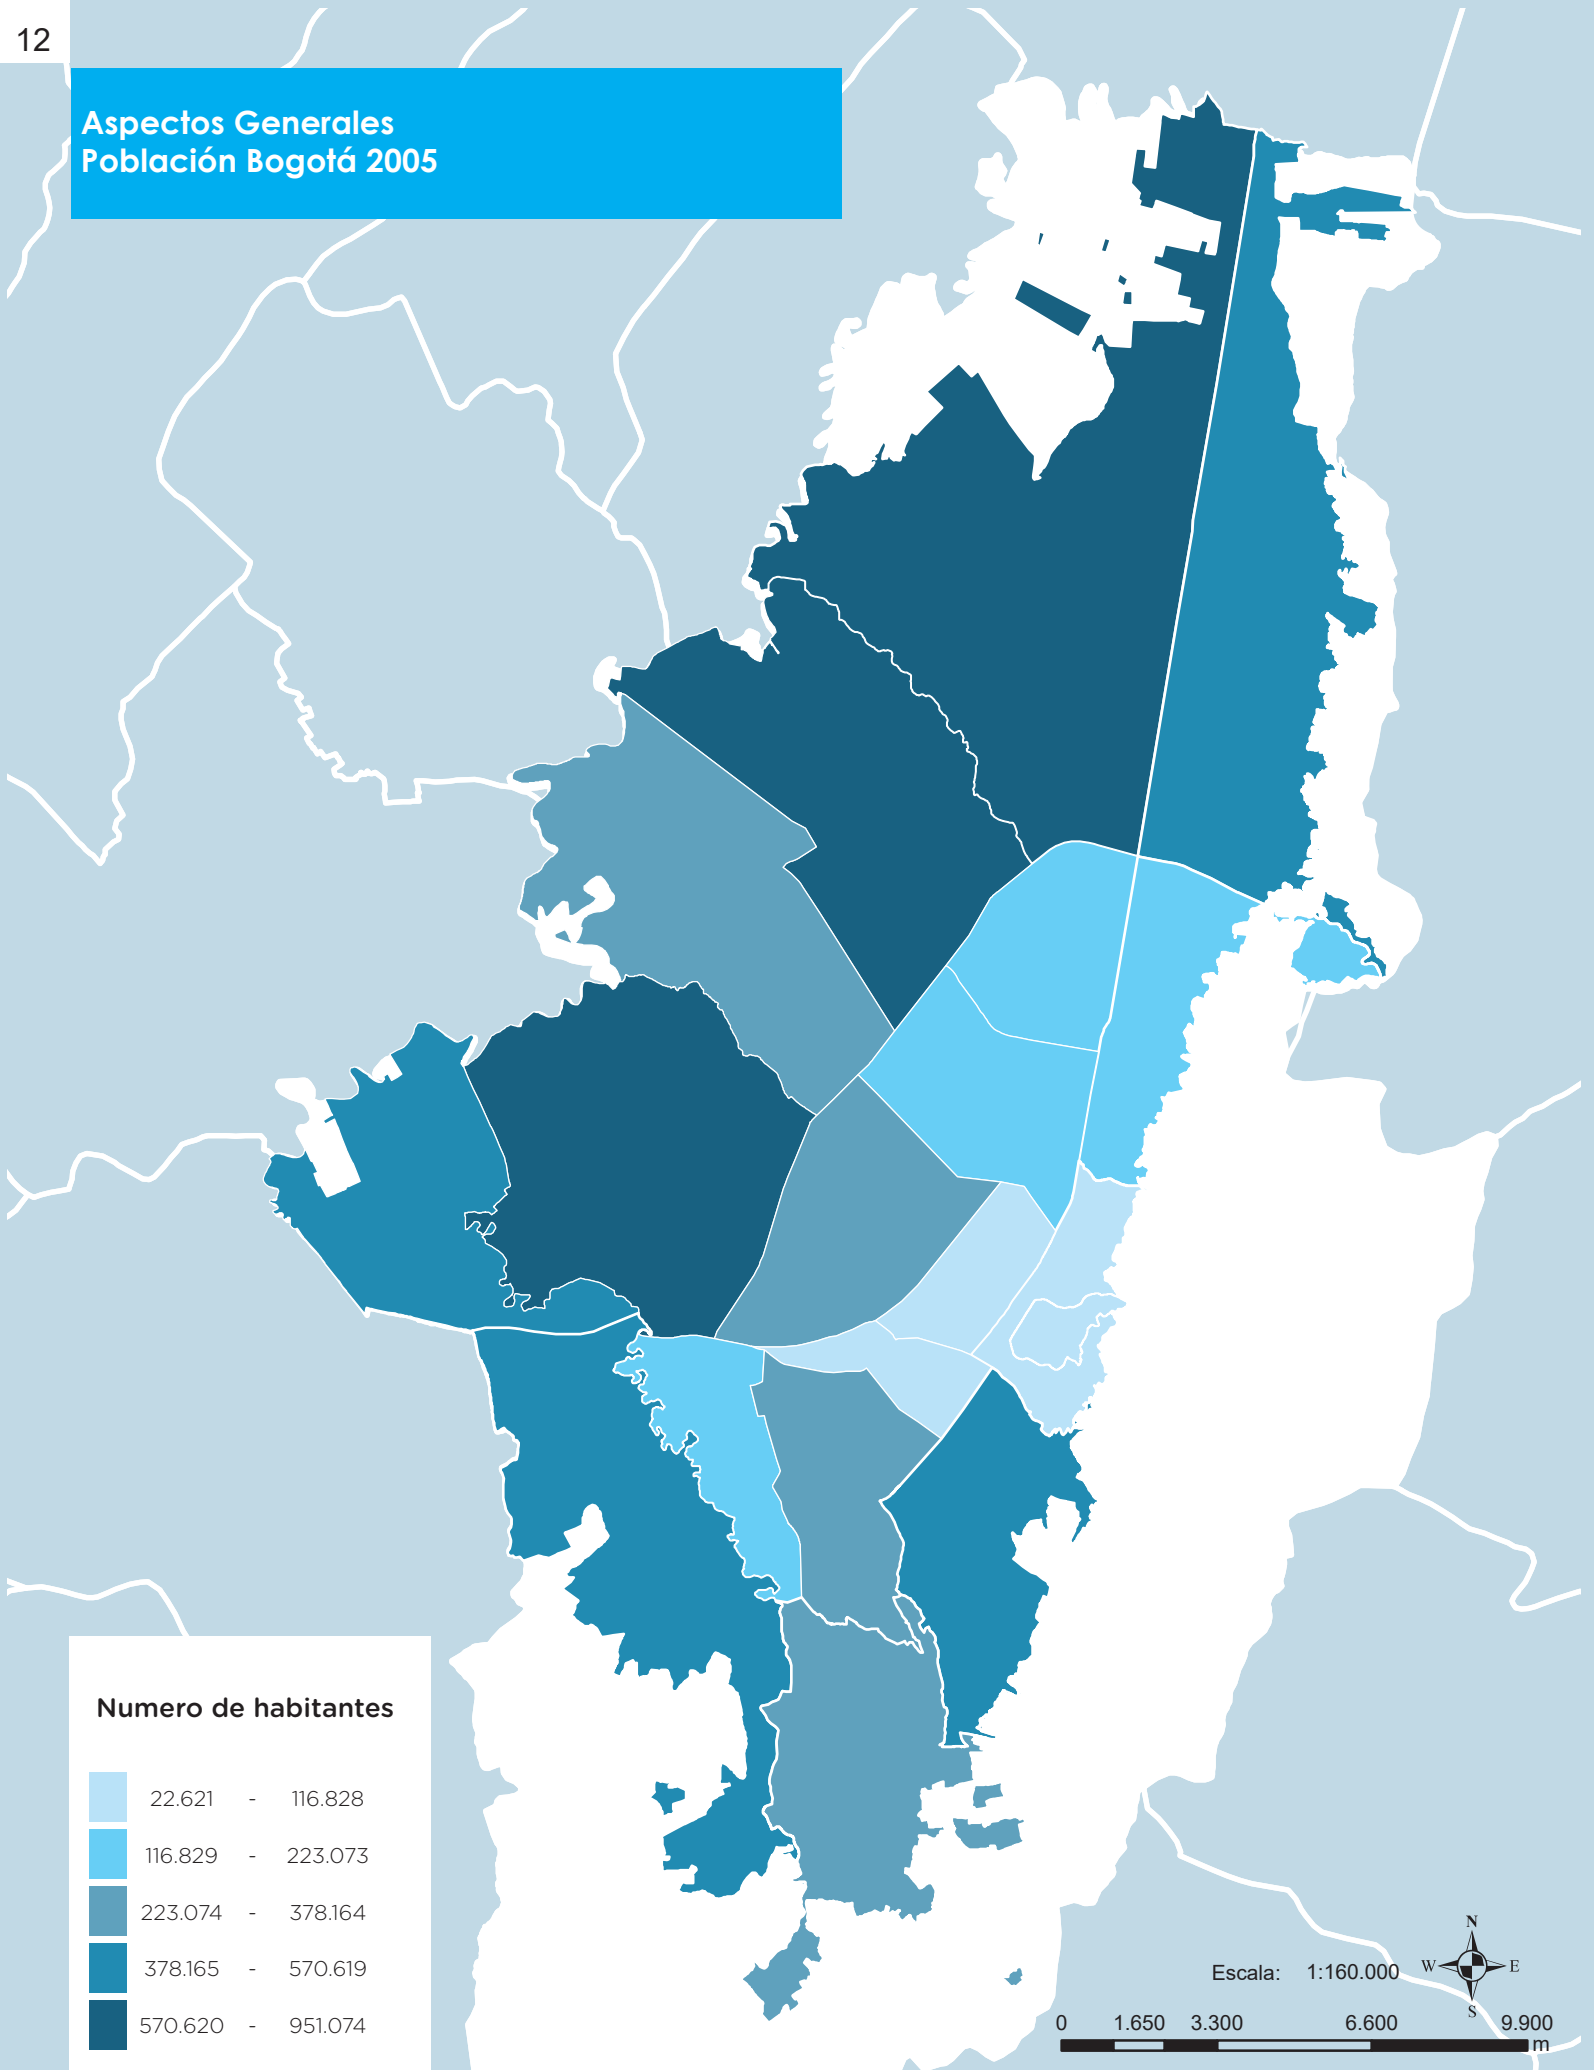 12
Aspectos Generales
Población Bogotá 2005
Numero de habitantes
22.621 - 116.828
116.829 - 223.073
223.074 - 378.164
378.165 - 570.619
570.620 - 951.074
Escala: 1:160.000
N
W E
S
0 1.650 3.300 6.600 9.900
m